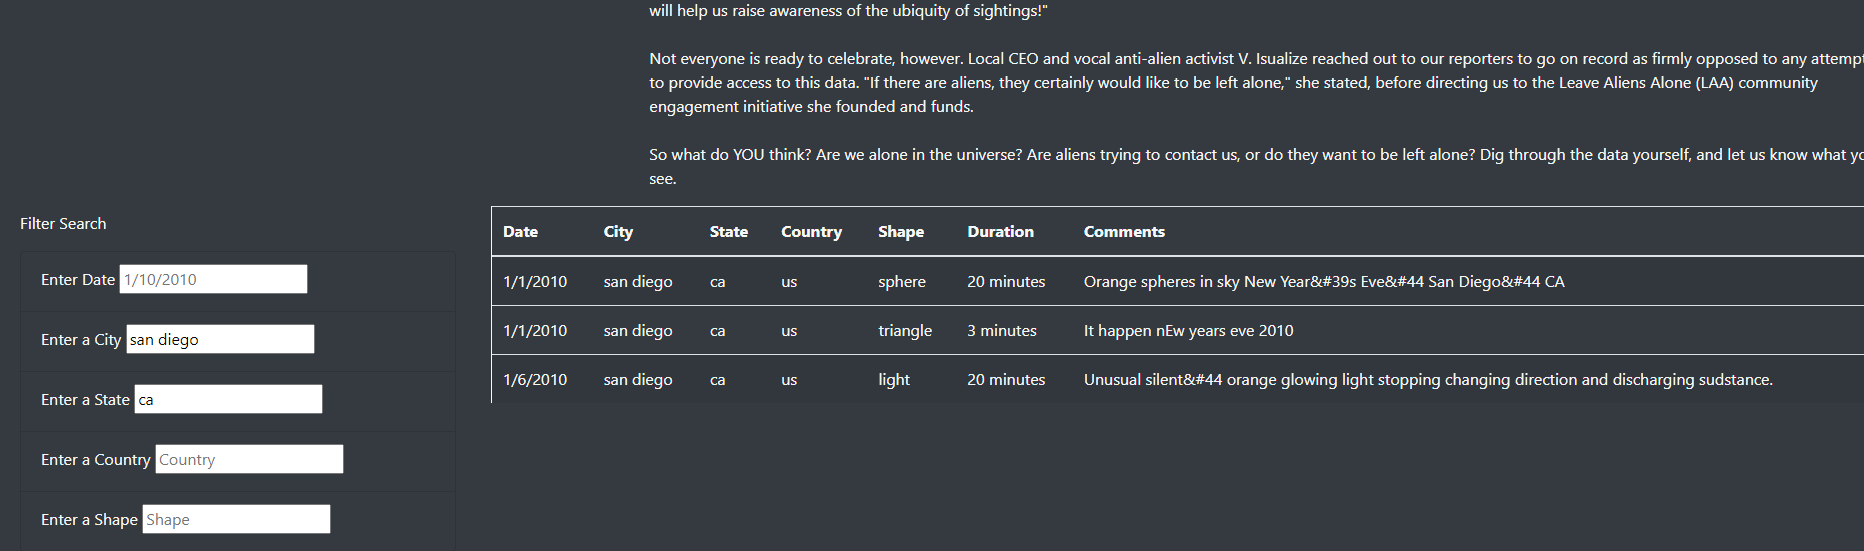 will help us raise awareness of the ubiquity of sightings!"
Not everyone is ready to celebrate, however. Local CEO and vocal anti-alien activist V. Isualize reached out to our reporters to go on record as firmly opposed to any attempt
to provide access to this data. "If there are aliens, they certainly would like to be left alone," she stated, before directing us to the Leave Aliens Alone (LAA) community
engagement initiative she founded and funds.
So what do YOU think? Are we alone in the universe? Are aliens trying to contact us, or do they want to be left alone? Dig through the data yourself, and let us know what
see.
Filter Search
Enter Date 1/10/2010
Enter a City san diego
Enter a State ca
Enter a Country Country
Enter a Shape Shape
Date City State Country Shape Duration Comments
1/1/2010 san diego ca us sphere 20 minutes Orange spheres in sky New Year&#39s Eve&#44 San Diego&#44 CA
1/1/2010 san diego ca us triangle 3 minutes It happen nEw years eve 2010
1/6/2010 san diego ca us light 20 minutes Unusual silent&#44 orange glowing light stopping changing direction and discharging sudstance.